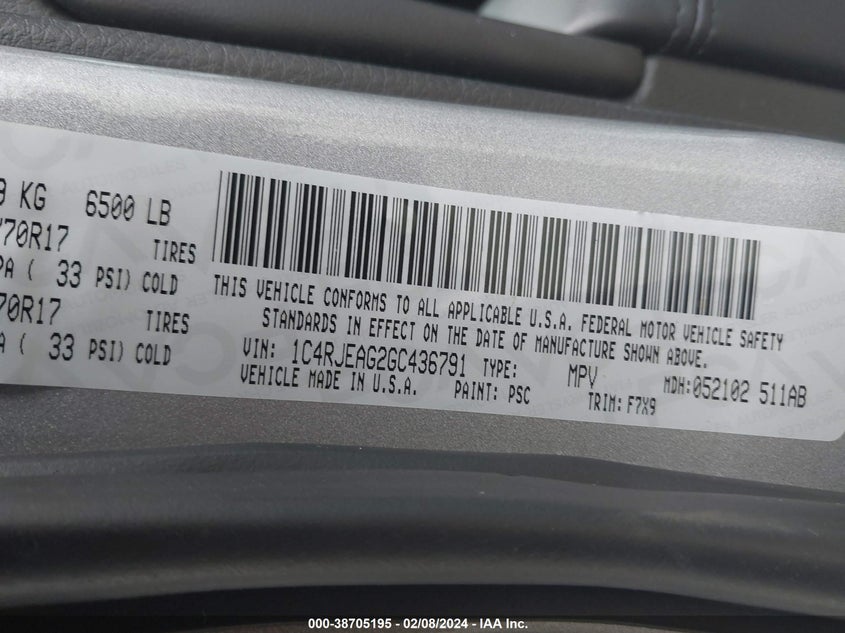 9 KG 6500 LB
/70R17 TIRES
PA ( 33 PSI) COLD
70R17 TIRES
A ( 33 PSI) COLD
THIS VEHICLE CONFORMS TO ALL APPLICABLE U.S.A. FEDERAL MOTOR VEHICLE SAFETY
STANDARDS IN EFFECT ON THE DATE OF MANUFACTURE SHOWN ABOVE.
VIN: 1C4RJEAG2GC436791 TYPE: MPV MDH:052102 511AB
VEHICLE MADE IN U.S.A. PAINT: PSC TRIM: F7X9
000-38705195 - 02/08/2024 - IAA Inc.